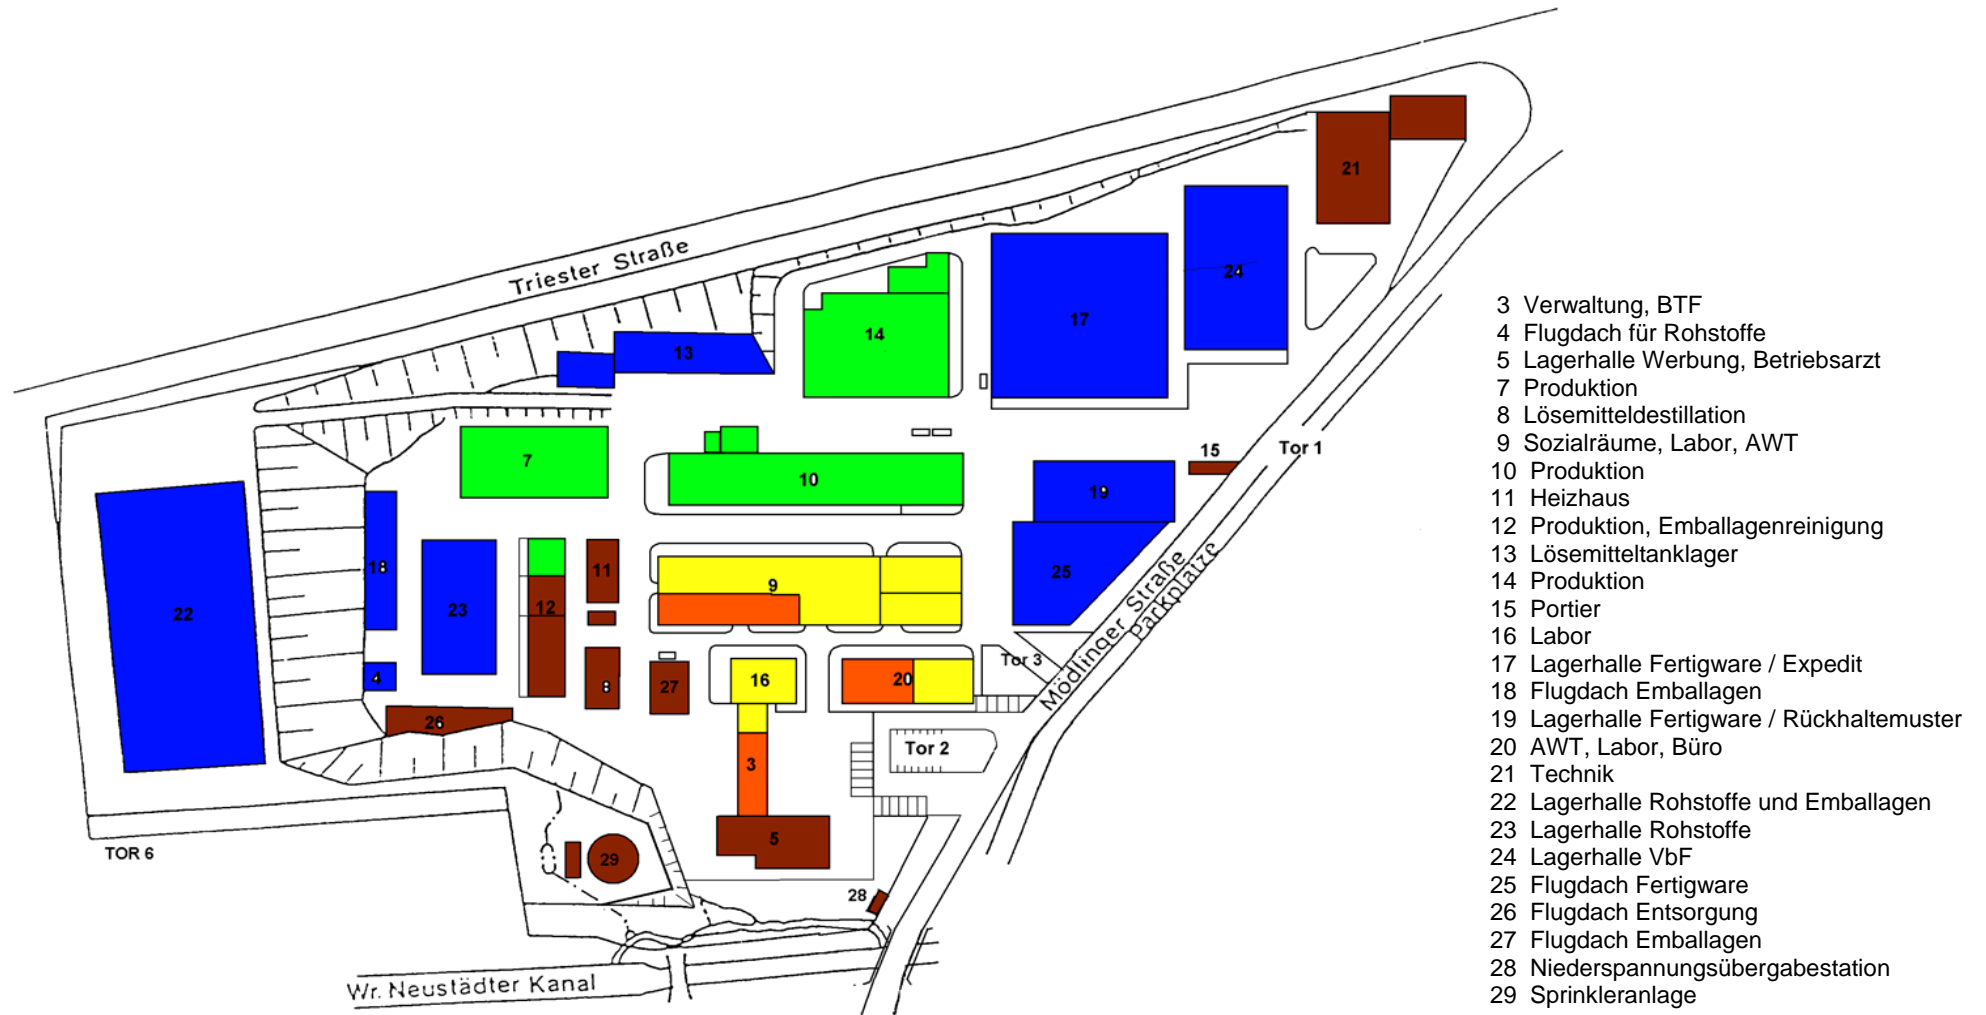 Triester Straße
21
24
17
14
13
7
10
15
Tor 1
19
18
22
23
12
11
9
25
Mödlinger Straße
Parkplätze
4
8
27
16
20
Tor 3
26
3
Tor 2
5
TOR 6
29
28
Wr. Neustädter Kanal
3 Verwaltung, BTF
4 Flugdach für Rohstoffe
5 Lagerhalle Werbung, Betriebsarzt
7 Produktion
8 Lösemitteldestillation
9 Sozialräume, Labor, AWT
10 Produktion
11 Heizhaus
12 Produktion, Emballagenreinigung
13 Lösemitteltanklager
14 Produktion
15 Portier
16 Labor
17 Lagerhalle Fertigware / Expedit
18 Flugdach Emballagen
19 Lagerhalle Fertigware / Rückhaltemuster
20 AWT, Labor, Büro
21 Technik
22 Lagerhalle Rohstoffe und Emballagen
23 Lagerhalle Rohstoffe
24 Lagerhalle VbF
25 Flugdach Fertigware
26 Flugdach Entsorgung
27 Flugdach Emballagen
28 Niederspannungsübergabestation
29 Sprinkleranlage